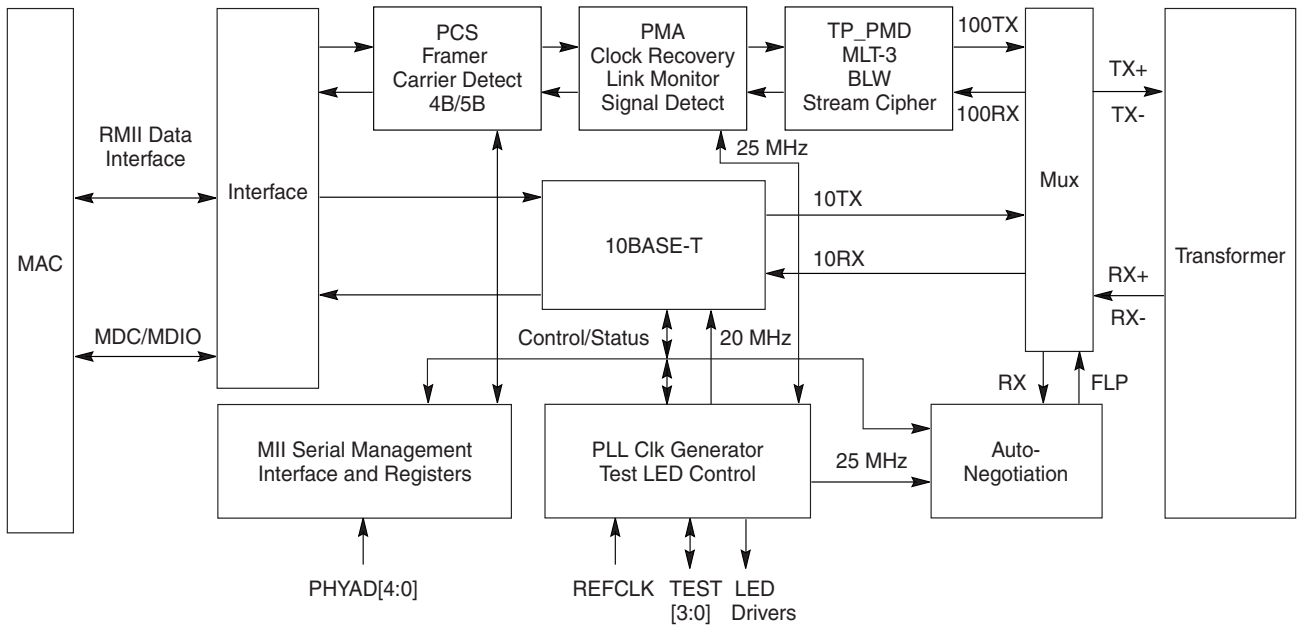 PCS
Framer
Carrier Detect
4B/5B
PMA
Clock Recovery
Link Monitor
Signal Detect
TP_PMD
MLT-3
BLW
Stream Cipher
100TX
100RX
TX+
TX-
RMII Data
Interface
25 MHz
Interface
Mux
10TX
10BASE-T
10RX
MAC
Transformer
RX+
RX-
MDC/MDIO
Control/Status
20 MHz
RX
FLP
MII Serial Management
Interface and Registers
PLL Clk Generator
Test LED Control
25 MHz
Auto-
Negotiation
PHYAD[4:0]
REFCLK
TEST
[3:0]
LED
Drivers